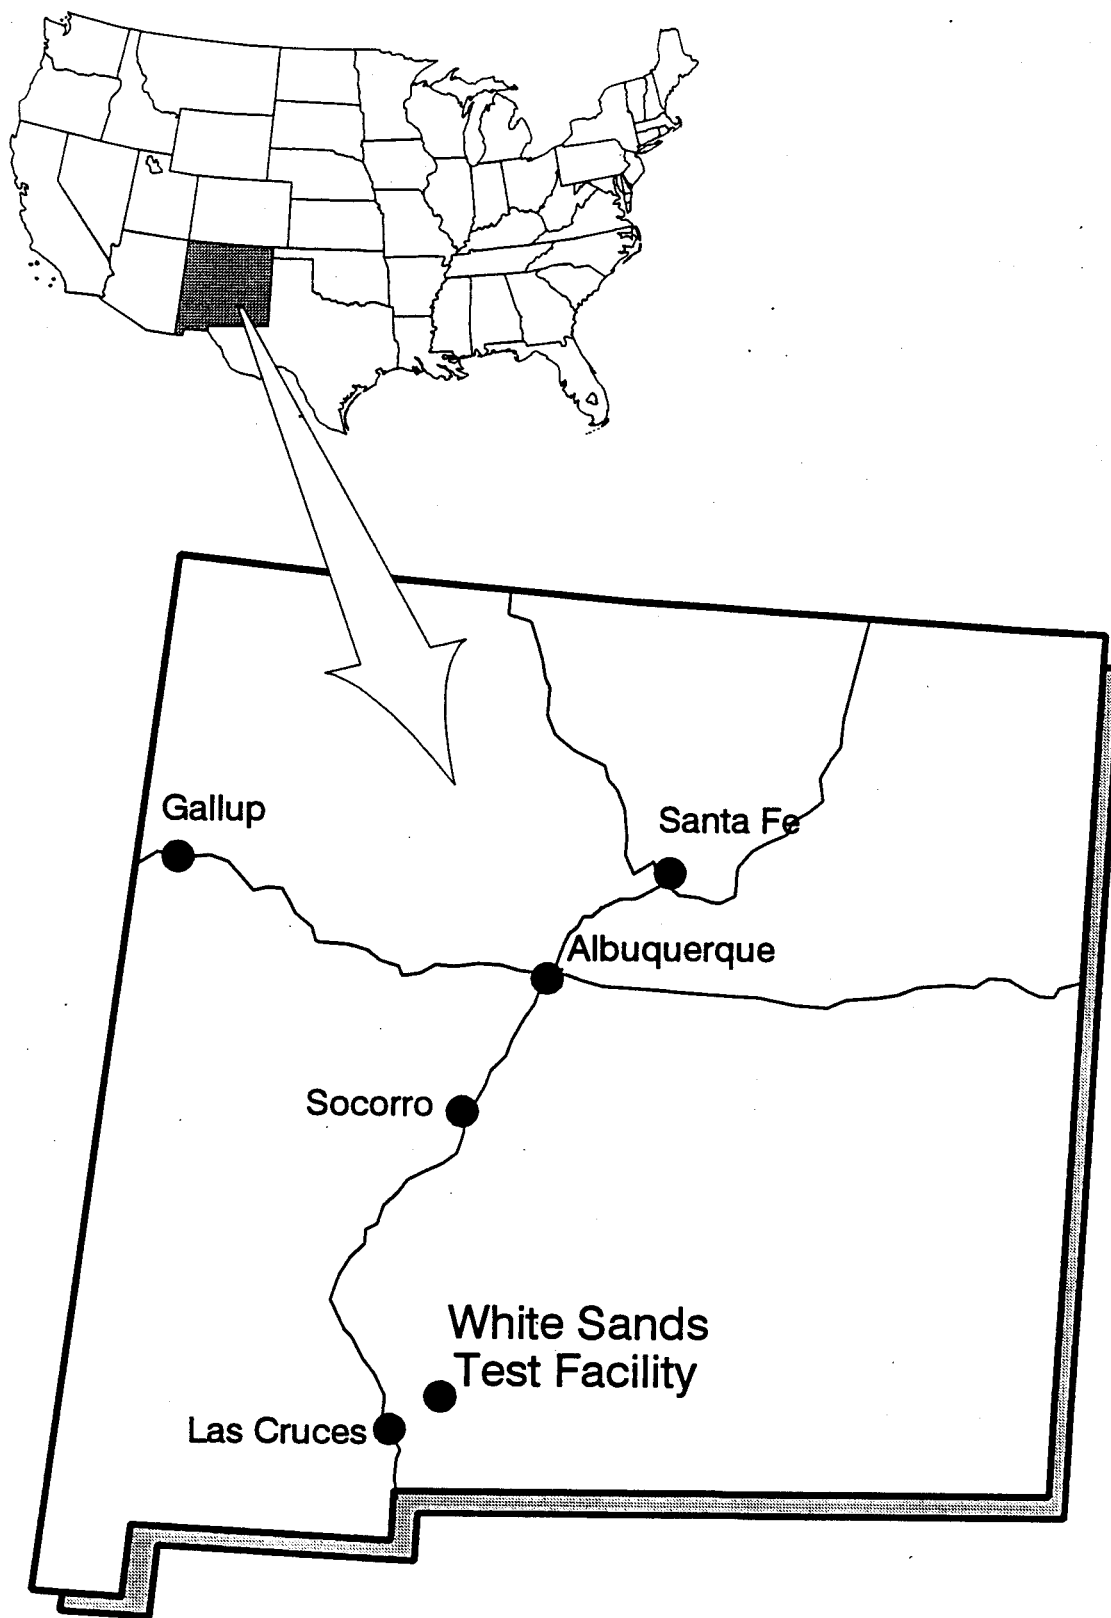 Gallup
Santa Fe
Albuquerque
Socorro
White Sands
Test Facility
Las Cruces